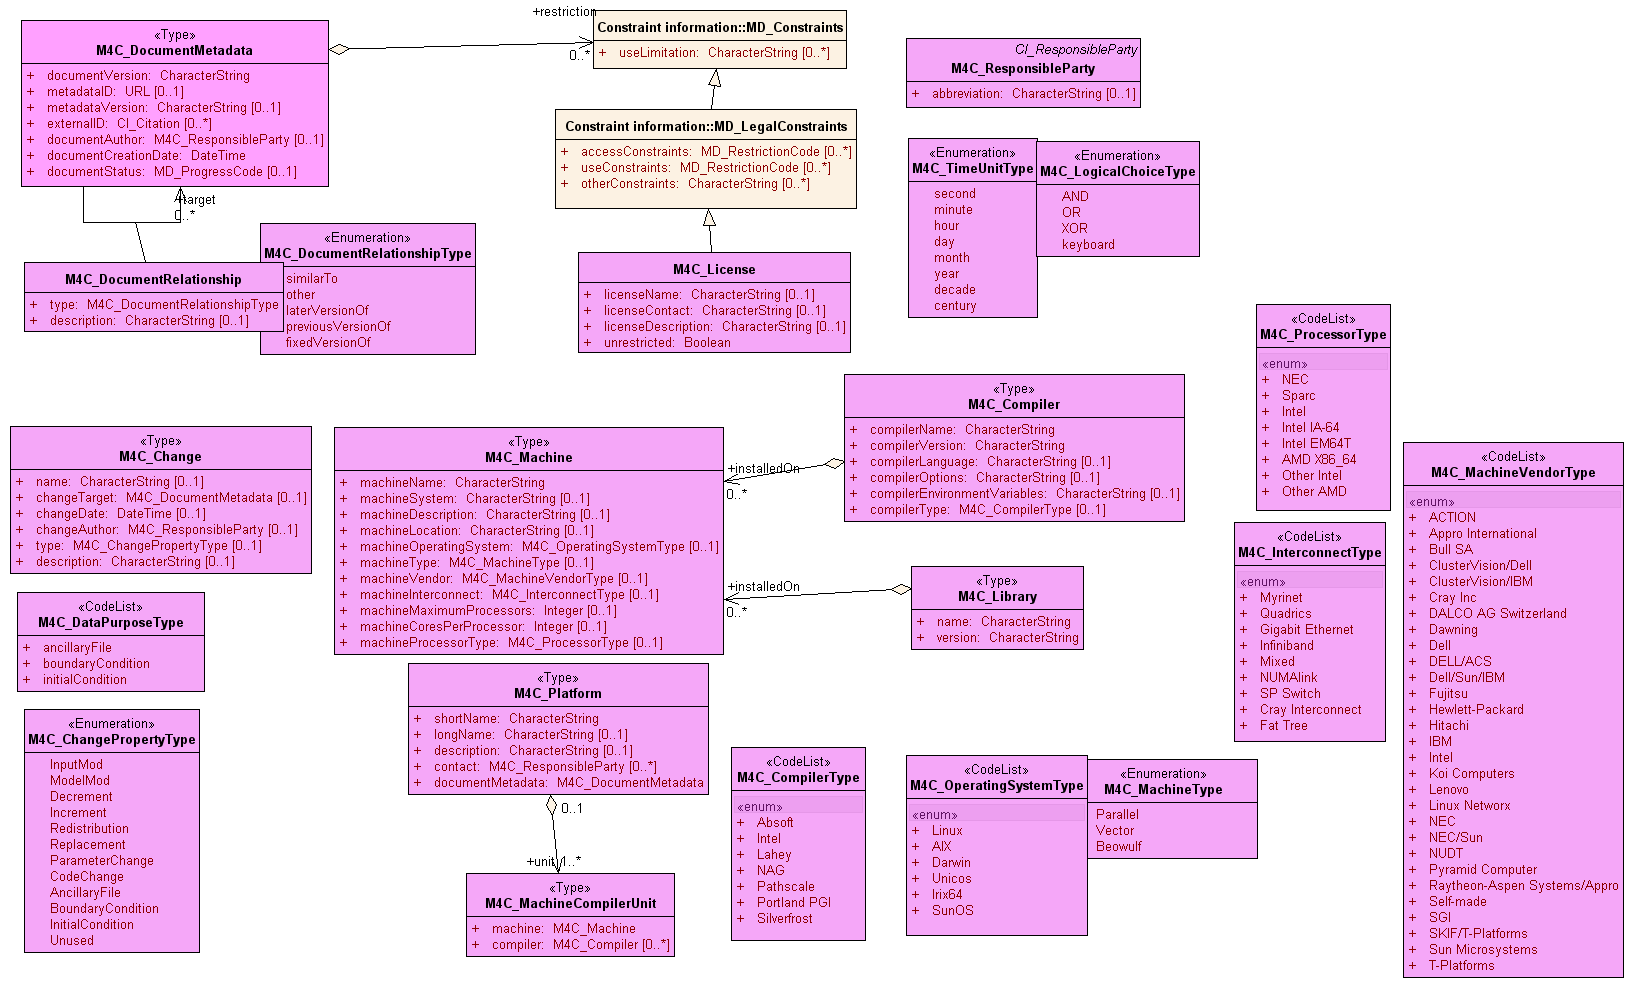 «Type»
M4C_DocumentMetadata
+ documentVersion: CharacterString
+ metadataID: URL [0..1]
+ metadataVersion: CharacterString [0..1]
+ externalID: CI_Citation [0..*]
+ documentAuthor: M4C_ResponsibleParty [0..1]
+ documentCreationDate: DateTime
+ documentStatus: MD_ProgressCode [0..1]
+restriction
0..*
Constraint information::MD_Constraints
+ useLimitation: CharacterString [0..*]
Constraint information::MD_LegalConstraints
+ accessConstraints: MD_RestrictionCode [0..*]
+ useConstraints: MD_RestrictionCode [0..*]
+ otherConstraints: CharacterString [0..*]
M4C_License
+ licenseName: CharacterString [0..1]
+ licenseContact: CharacterString [0..1]
+ licenseDescription: CharacterString [0..1]
+ unrestricted: Boolean
+target
0..*
M4C_DocumentRelationship
+ type: M4C_DocumentRelationshipType
+ description: CharacterString [0..1]
«Enumeration»
M4C_DocumentRelationshipType
similarTo
other
laterVersionOf
previousVersionOf
fixedVersionOf
CI_ResponsibleParty
M4C_ResponsibleParty
+ abbreviation: CharacterString [0..1]
«Enumeration»
M4C_TimeUnitType
second
minute
hour
day
month
year
decade
century
«Enumeration»
M4C_LogicalChoiceType
AND
OR
XOR
keyboard
«CodeList»
M4C_ProcessorType
«enum»
+ NEC
+ Sparc
+ Intel
+ Intel IA-64
+ Intel EM64T
+ AMD X86_64
+ Other Intel
+ Other AMD
«Type»
M4C_Change
+ name: CharacterString [0..1]
+ changeTarget: M4C_DocumentMetadata [0..1]
+ changeDate: DateTime [0..1]
+ changeAuthor: M4C_ResponsibleParty [0..1]
+ type: M4C_ChangePropertyType [0..1]
+ description: CharacterString [0..1]
«Type»
M4C_Machine
+ machineName: CharacterString
+ machineSystem: CharacterString [0..1]
+ machineDescription: CharacterString [0..1]
+ machineLocation: CharacterString [0..1]
+ machineOperatingSystem: M4C_OperatingSystemType [0..1]
+ machineType: M4C_MachineType [0..1]
+ machineVendor: M4C_MachineVendorType [0..1]
+ machineInterconnect: M4C_InterconnectType [0..1]
+ machineMaximumProcessors: Integer [0..1]
+ machineCoresPerProcessor: Integer [0..1]
+ machineProcessorType: M4C_ProcessorType [0..1]
+installedOn
0..*
+installedOn
0..*
«Type»
M4C_Compiler
+ compilerName: CharacterString
+ compilerVersion: CharacterString
+ compilerLanguage: CharacterString [0..1]
+ compilerOptions: CharacterString [0..1]
+ compilerEnvironmentVariables: CharacterString [0..1]
+ compilerType: M4C_CompilerType [0..1]
«Type»
M4C_Library
+ name: CharacterString
+ version: CharacterString
«CodeList»
M4C_InterconnectType
«enum»
+ Myrinet
+ Quadrics
+ Gigabit Ethernet
+ Infiniband
+ Mixed
+ NUMAlink
+ SP Switch
+ Cray Interconnect
+ Fat Tree
«CodeList»
M4C_MachineVendorType
«enum»
+ ACTION
+ Appro International
+ Bull SA
+ ClusterVision/Dell
+ ClusterVision/IBM
+ Cray Inc
+ DALCO AG Switzerland
+ Dawning
+ Dell
+ DELL/ACS
+ Dell/Sun/IBM
+ Fujitsu
+ Hewlett-Packard
+ Hitachi
+ IBM
+ Intel
+ Koi Computers
+ Lenovo
+ Linux Networx
+ NEC
+ NEC/Sun
+ NUDT
+ Pyramid Computer
+ Raytheon-Aspen Systems/Appro
+ Self-made
+ SGI
+ SKIF/T-Platforms
+ Sun Microsystems
+ T-Platforms
«CodeList»
M4C_DataPurposeType
+ ancillaryFile
+ boundaryCondition
+ initialCondition
«Enumeration»
M4C_ChangePropertyType
InputMod
ModelMod
Decrement
Increment
Redistribution
Replacement
ParameterChange
CodeChange
AncillaryFile
BoundaryCondition
InitialCondition
Unused
«Type»
M4C_Platform
+ shortName: CharacterString
+ longName: CharacterString [0..1]
+ description: CharacterString [0..1]
+ contact: M4C_ResponsibleParty [0..*]
+ documentMetadata: M4C_DocumentMetadata
0..1
+unit 1..*
«Type»
M4C_MachineCompilerUnit
+ machine: M4C_Machine
+ compiler: M4C_Compiler [0..*]
«CodeList»
M4C_CompilerType
«enum»
+ Absoft
+ Intel
+ Lahey
+ NAG
+ Pathscale
+ Portland PGI
+ Silverfrost
«CodeList»
M4C_OperatingSystemType
«enum»
+ Linux
+ AIX
+ Darwin
+ Unicos
+ Irix64
+ SunOS
«Enumeration»
M4C_MachineType
Parallel
Vector
Beowulf